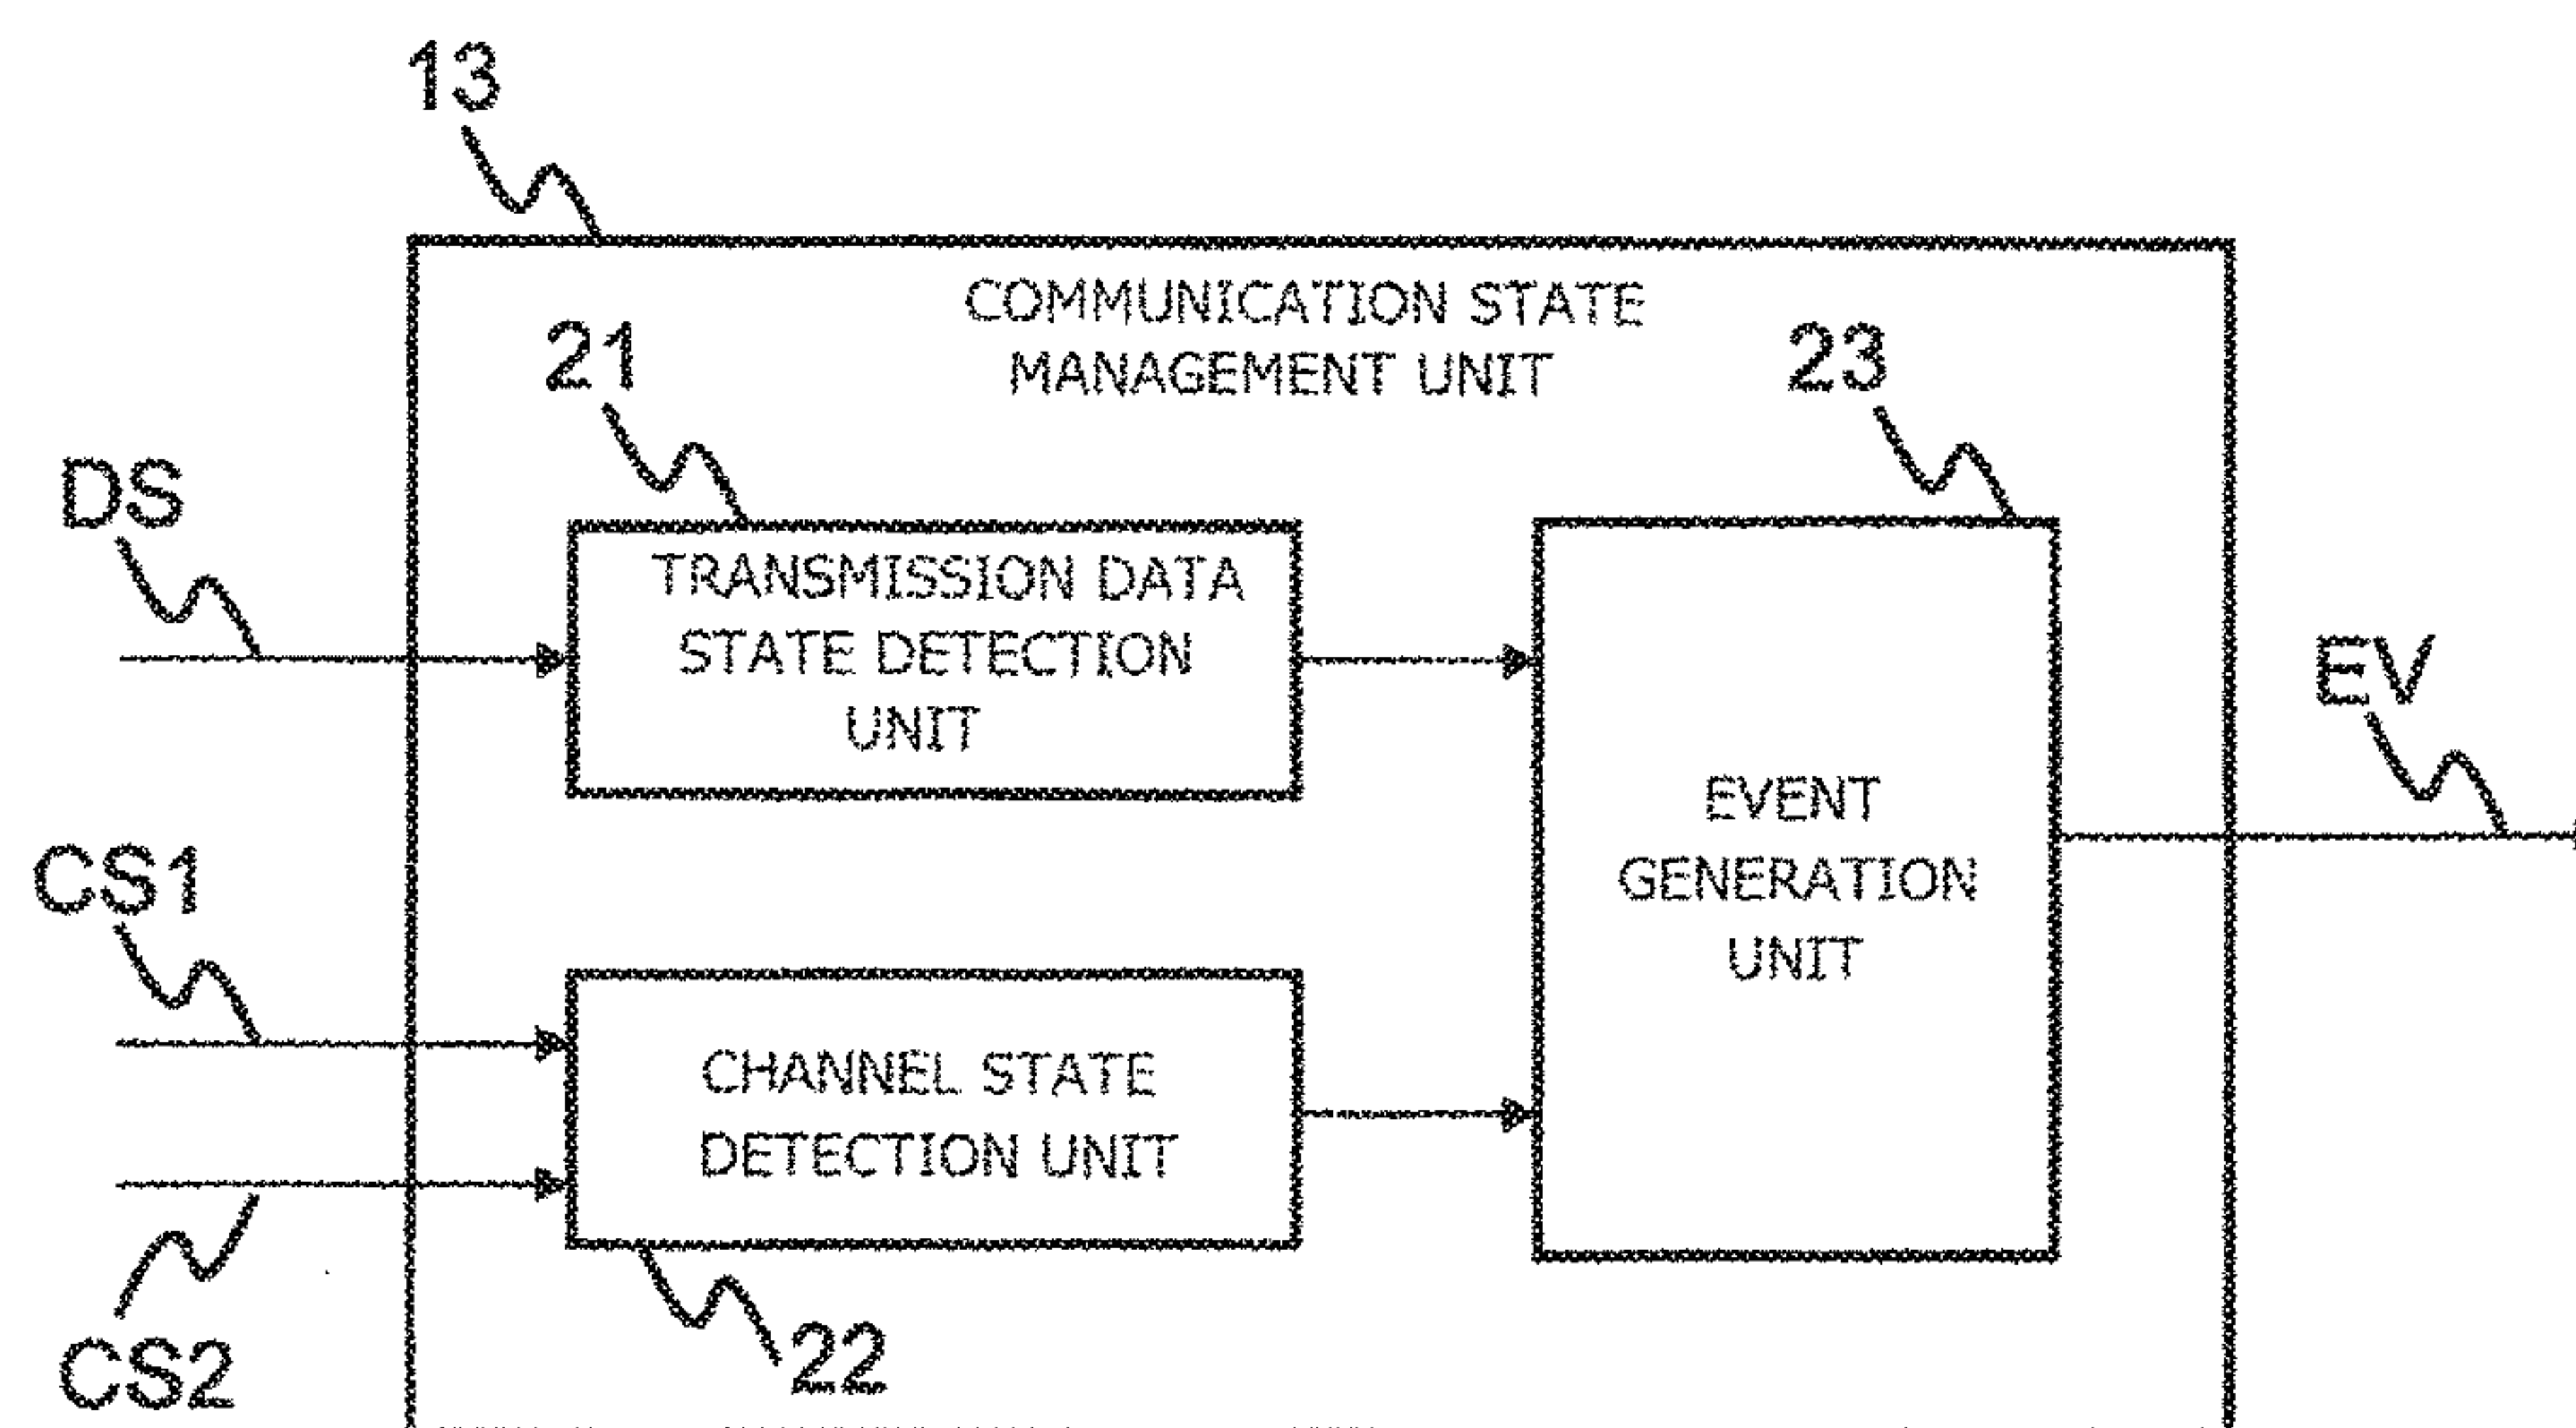 13
COMMUNICATION STATE
MANAGEMENT UNIT
21
23
DS
TRANSMISSION DATA
STATE DETECTION
UNIT
EV
EVENT
GENERATION
UNIT
CS1
CHANNEL STATE
DETECTION UNIT
CS2
22